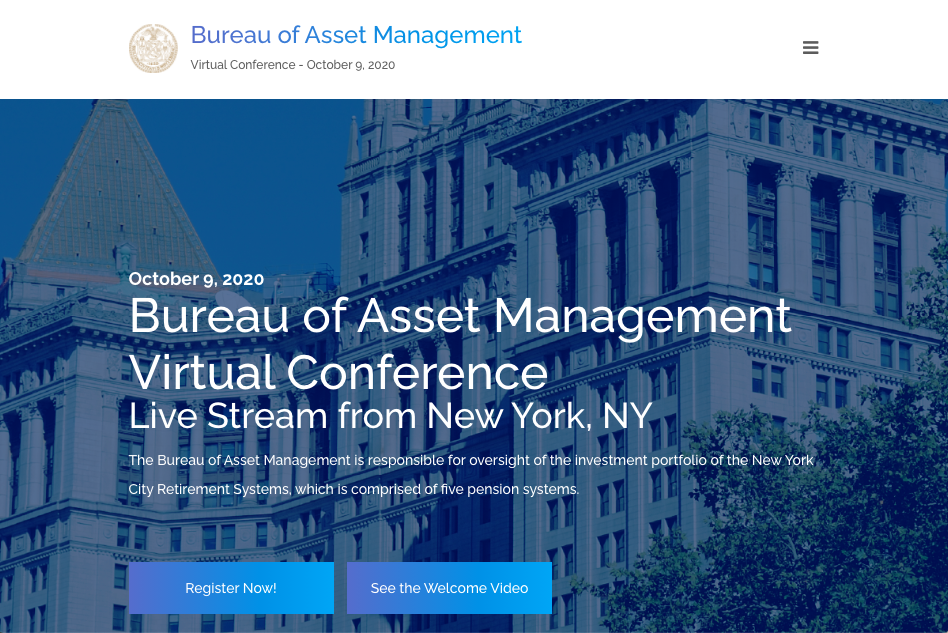 Bureau of Asset Management
Virtual Conference - October 9, 2020
October 9, 2020
Bureau of Asset Management
Virtual Conference
Live Stream from New York, NY
The Bureau of Asset Management is responsible for oversight of the investment portfolio of the New York
City Retirement Systems, which is comprised of five pension systems.
Register Now!
See the Welcome Video